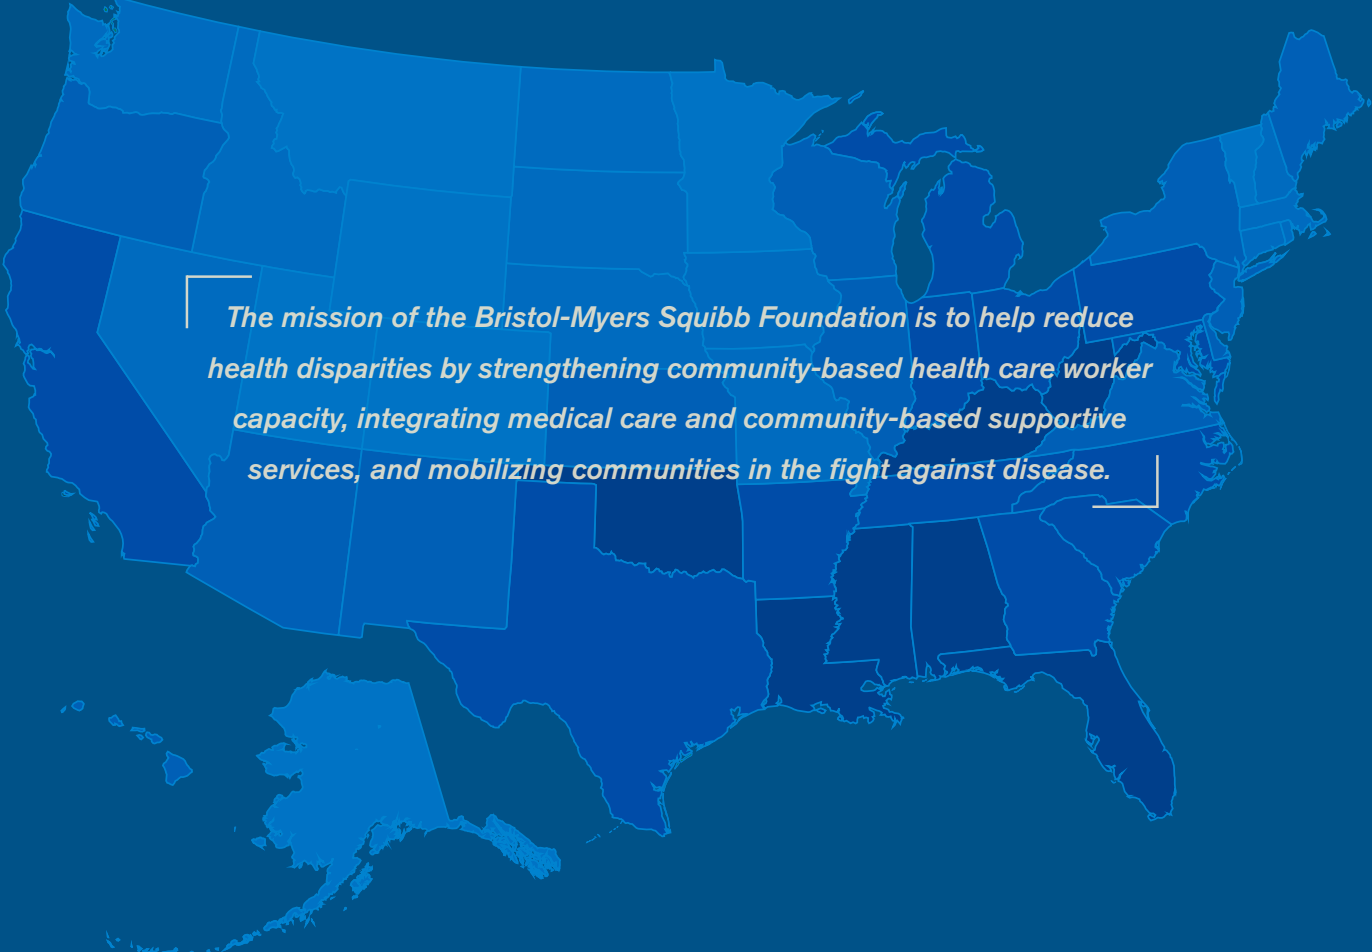 The mission of the Bristol-Myers Squibb Foundation is to help reduce
health disparities by strengthening community-based health care worker
capacity, integrating medical care and community-based supportive
services, and mobilizing communities in the fight against disease.